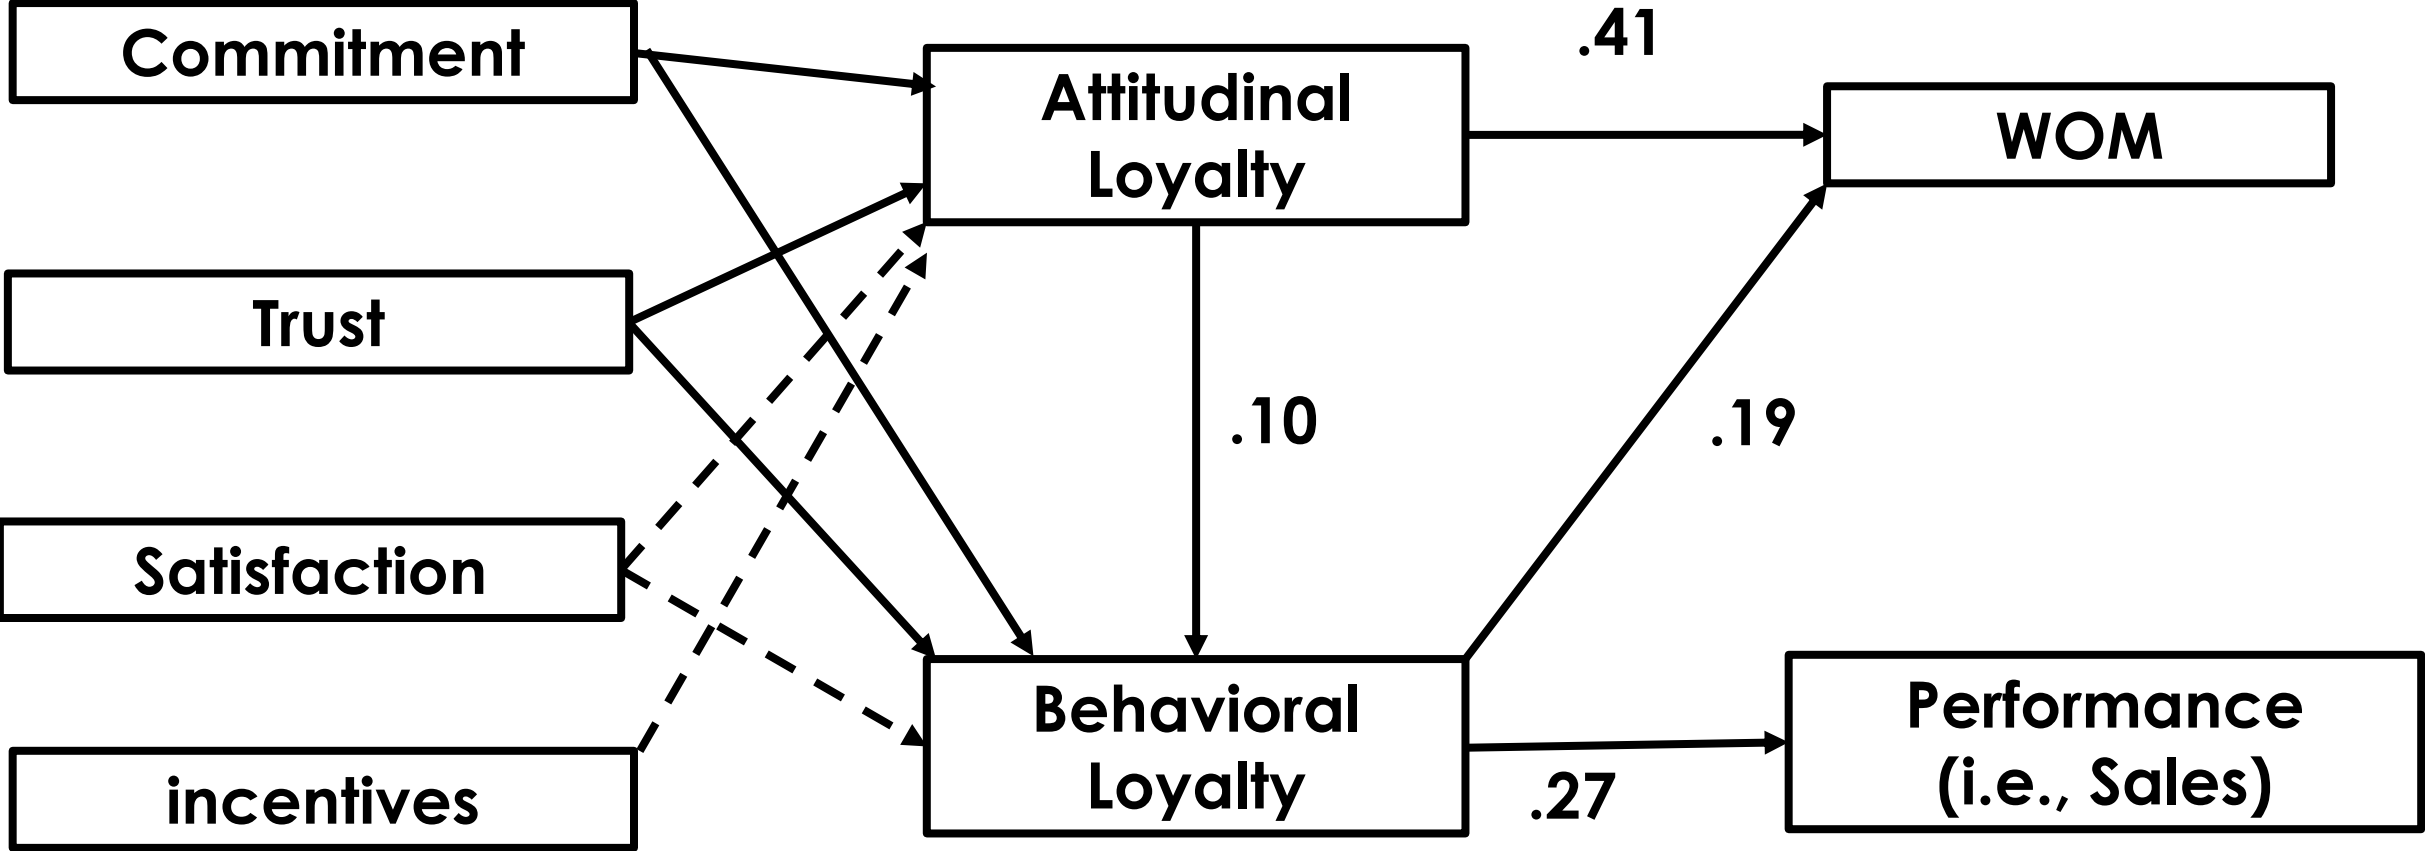 Commitment
Attitudinal
Loyalty
.41
WOM
Trust
.10
.19
Satisfaction
Behavioral
Loyalty
.27
Performance
(i.e., Sales)
incentives